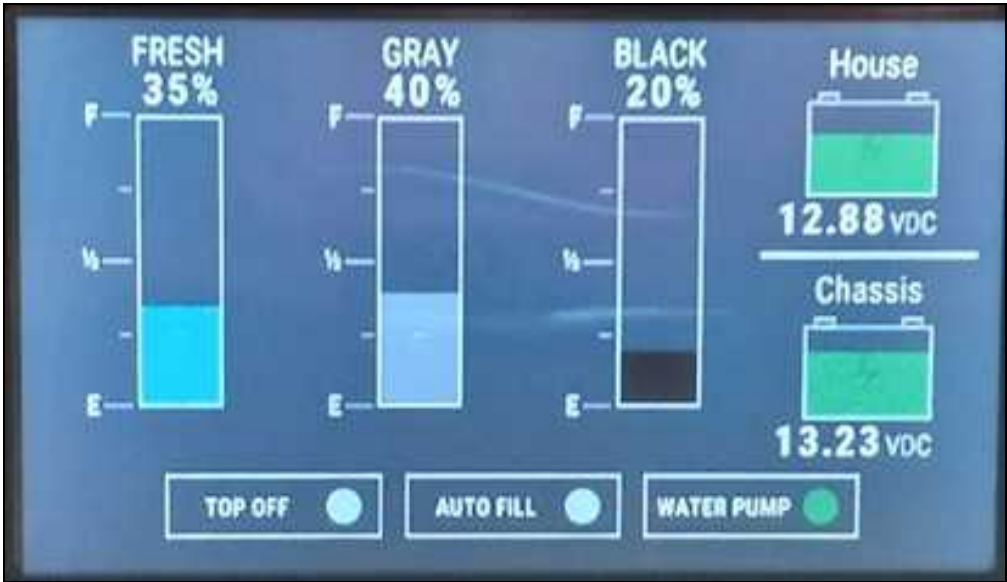 FRESH
35%
F
½
E
GRAY
40%
F
½
E
BLACK
20%
F
½
E
House
12.88 VDC
Chassis
13.23 VDC
TOP OFF
AUTO FILL
WATER PUMP